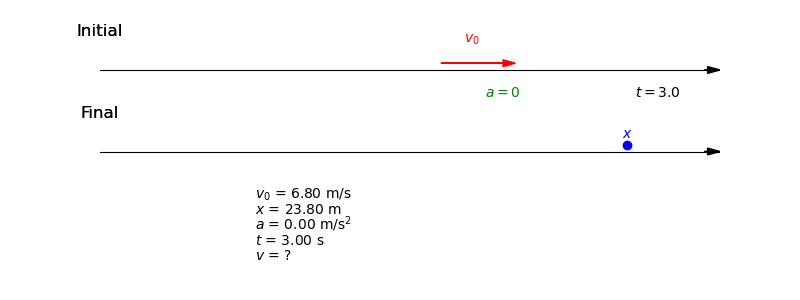 Initial
v₀
a = 0
t = 3.0
Final
x
v₀ = 6.80 m/s
x = 23.80 m
a = 0.00 m/s²
t = 3.00 s
v = ?